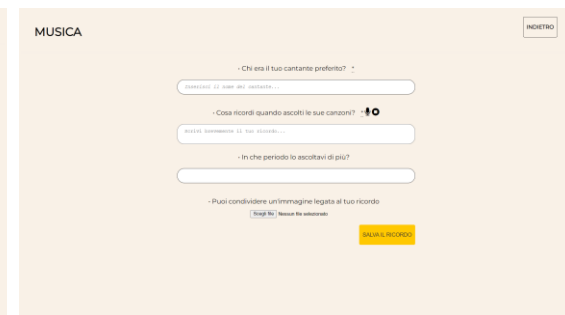 MUSICA
INDIETRO
- Chi era il tuo cantante preferito? *
Inserisci il nome del cantante...
- Cosa ricordi quando ascolti le sue canzoni? *
Scrivi brevemente il tuo ricordo...
- In che periodo lo ascoltavi di più?
- Puoi condividere un'immagine legata al tuo ricordo
Scegli file Nessun file selezionato
SALVA IL RICORDO